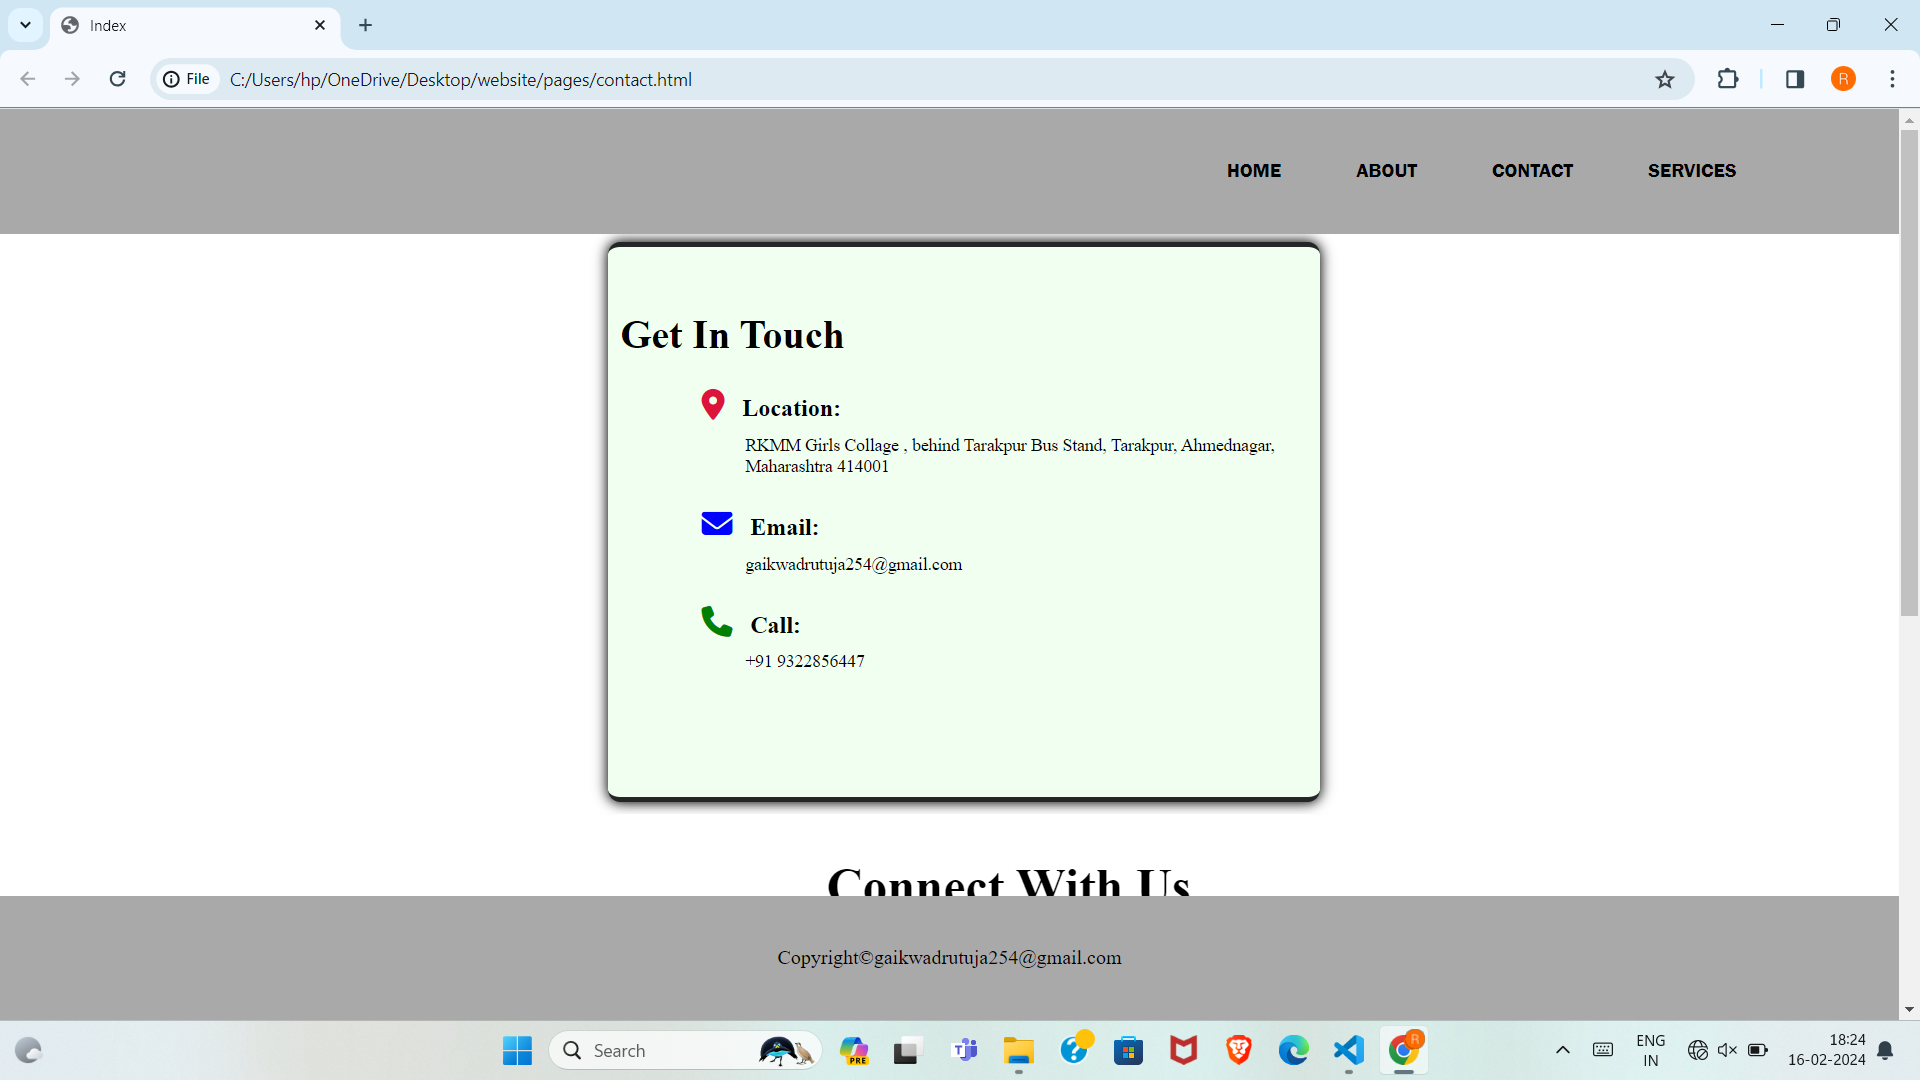 Index
File
C:/Users/hp/OneDrive/Desktop/website/pages/contact.html
R
HOME ABOUT CONTACT SERVICES
Get In Touch
Location:
RKMM Girls Collage , behind Tarakpur Bus Stand, Tarakpur, Ahmednagar,
Maharashtra 414001
Email:
gaikwadrutuja254@gmail.com
Call:
+91 9322856447
Connect With Us
Copyright©gaikwadrutuja254@gmail.com
Search
PRE
R
ENG
IN
18:24
16-02-2024